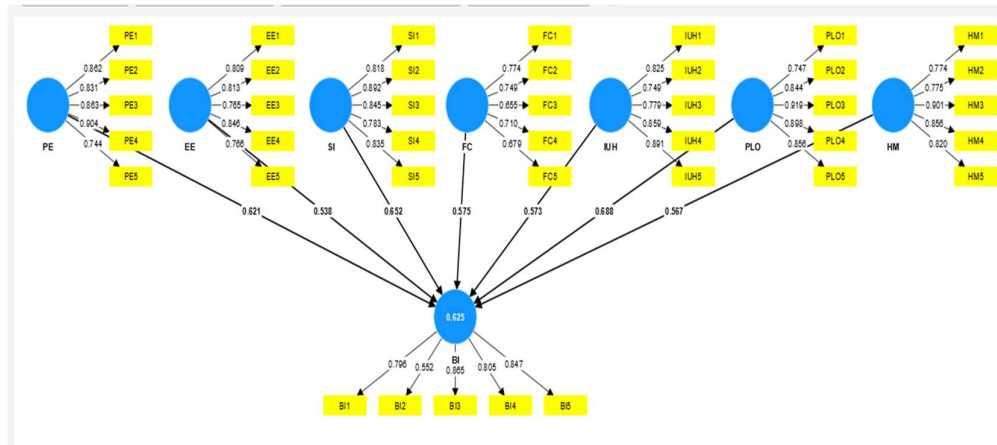 PE1 EE1 SI1 FC1 IUH1 PLO1 HM1
0.862 0.809 0.818 0.774 0.825 0.747 0.774
PE2 EE2 SI2 FC2 IUH2 PLO2 HM2
0.831 0.813 0.892 0.749 0.749 0.844 0.775
PE3 EE3 SI3 FC3 IUH3 PLO3 HM3
0.863 0.765 0.845 0.655 0.779 0.919 0.901
PE4 EE4 SI4 FC4 IUH4 PLO4 HM4
0.904 0.846 0.783 0.710 0.859 0.898 0.856
PE EE SI FC IUH PLO HM
0.744 0.766 0.835 0.679 0.891 0.856 0.820
PE5 EE5 SI5 FC5 IUH5 PLO5 HM5
0.621 0.538 0.652 0.575 0.573 0.688 0.567
0.625
BI
0.796 0.552 0.865 0.805 0.847
BI1 BI2 BI3 BI4 BI5